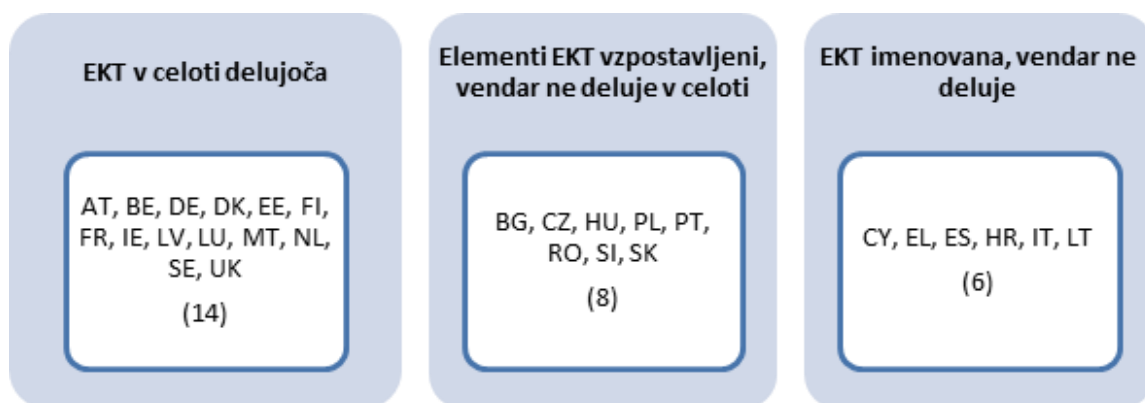 EKT v celoti delujoča
AT, BE, DE, DK, EE, FI,
FR, IE, LV, LU, MT, NL,
SE, UK
(14)
Elementi EKT vzpostavljeni,
vendar ne deluje v celoti
BG, CZ, HU, PL, PT,
RO, SI, SK
(8)
EKT imenovana, vendar ne
deluje
CY, EL, ES, HR, IT, LT
(6)